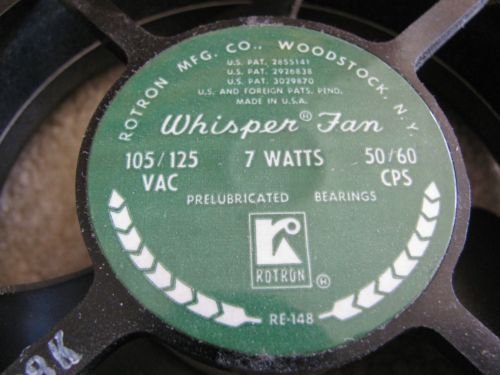 ROTRON MFG. CO., WOODSTOCK, N.Y.
U.S. PAT. 2855141
U.S. PAT. 2926838
U.S. PAT. 3029870
U.S. AND FOREIGN PATS. PEND.
MADE IN U.S.A.
Whisper® Fan
105/125 VAC
7 WATTS
50/60 CPS
PRELUBRICATED BEARINGS
ROTRON ®
RE-148
8K